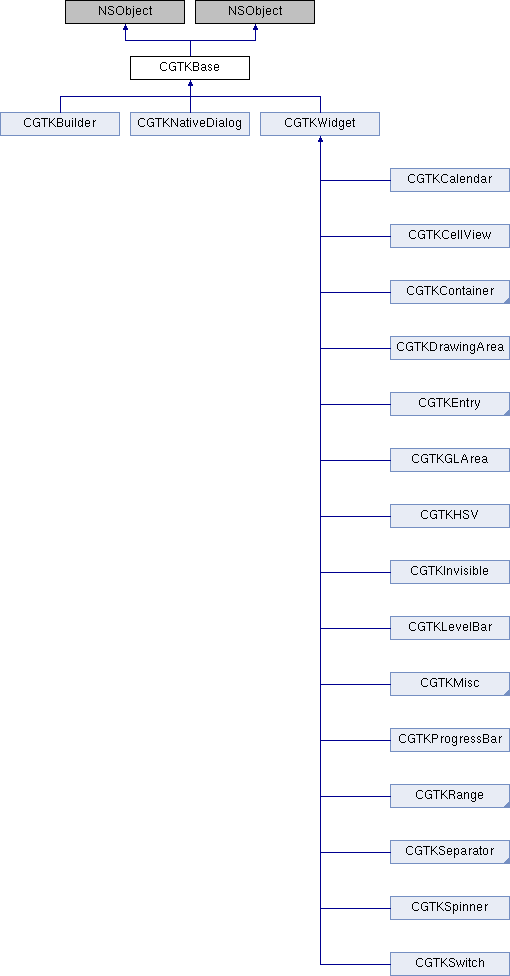 NSObject NSObject
CGTKBase
CGTKBuilder CGTKNativeDialog CGTKWidget
CGTKCalendar
CGTKCellView
CGTKContainer
CGTKDrawingArea
CGTKEntry
CGTKGLArea
CGTKHSV
CGTKInvisible
CGTKLevelBar
CGTKMisc
CGTKProgressBar
CGTKRange
CGTKSeparator
CGTKSpinner
CGTKSwitch